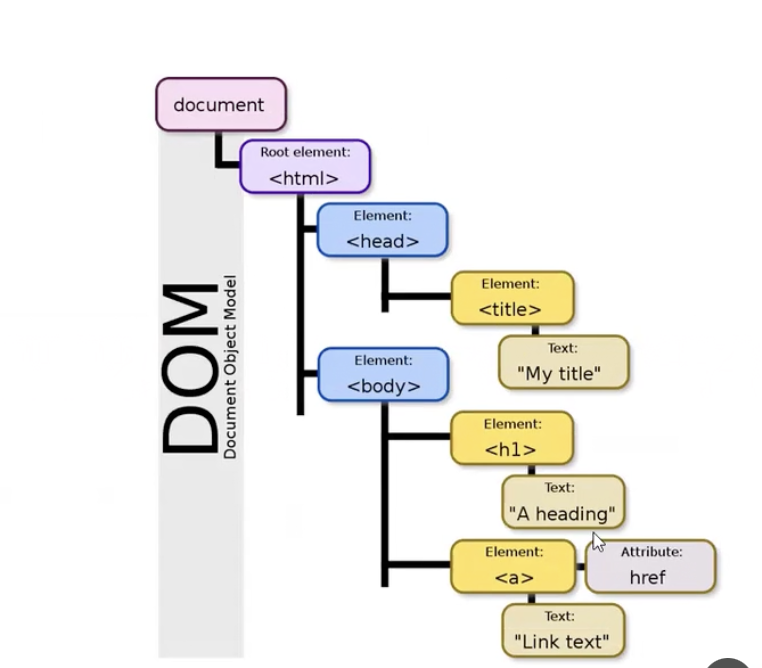 document
Root element:
<html>
Element:
<head>
Element:
<title>
Text:
"My title"
Element:
<body>
Element:
<h1>
Text:
"A heading"
Element:
<a>
Attribute:
href
Text:
"Link text"
DOM
Document Object Model